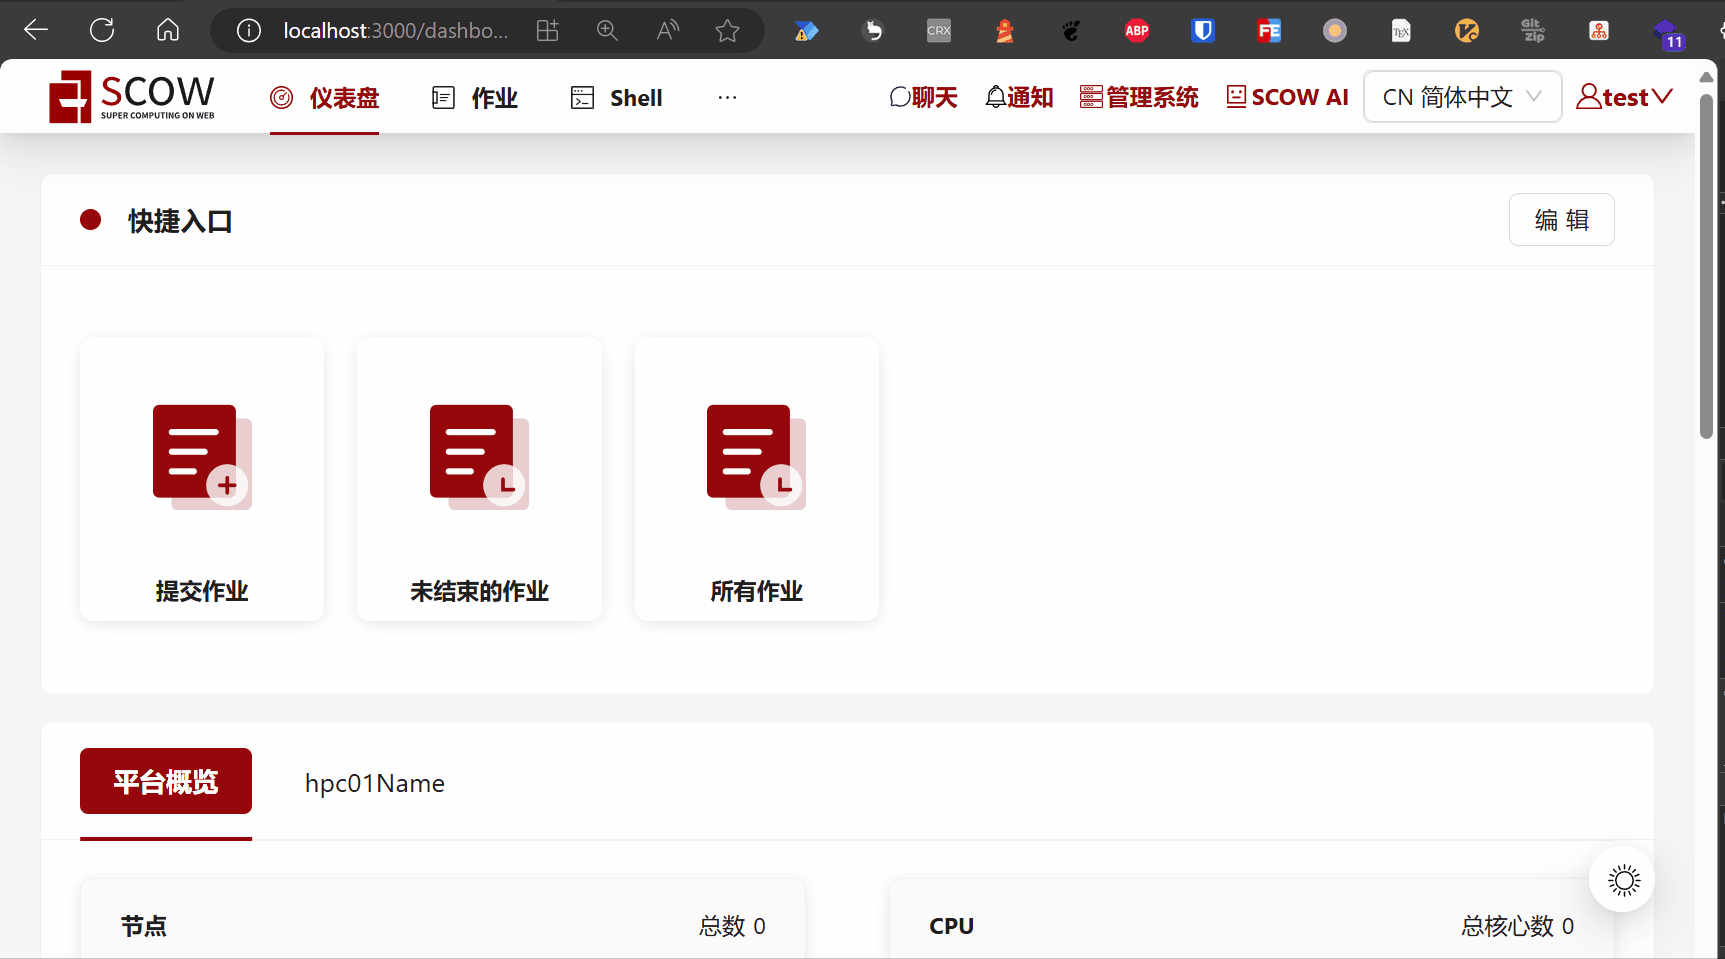 localhost:3000/dashbo...
CRX
ABP
FE
TEX
Git
Zip
11
SCOW
SUPER COMPUTING ON WEB
仪表盘
作业
Shell
...
聊天
通知
管理系统
SCOW AI
CN 简体中文
test
快捷入口
编 辑
提交作业
未结束的作业
所有作业
平台概览
hpc01Name
节点
总数 0
CPU
总核心数 0